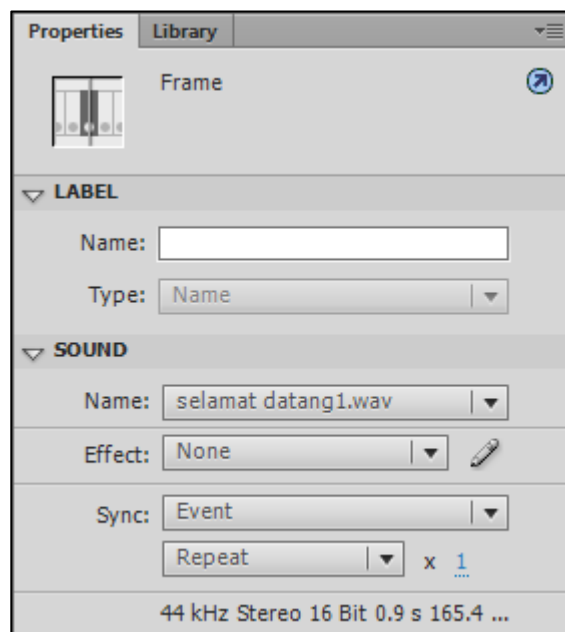 Properties Library
Frame
LABEL
Name:
Type: Name
SOUND
Name: selamat datang1.wav
Effect: None
Sync: Event
Repeat x 1
44 kHz Stereo 16 Bit 0.9 s 165.4 ...